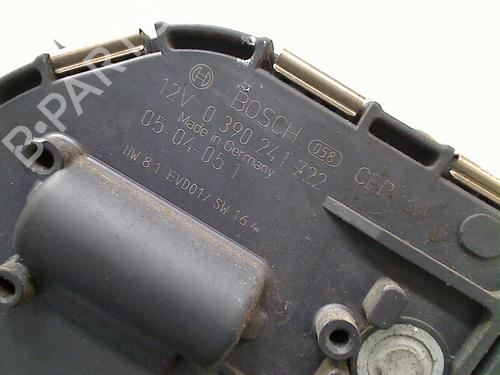 BOSCH
12V 0 390 241 722
058
Made in Germany
05-04-05 1
HW 8.1 EVD01/ SW 16.4
B-PARTS